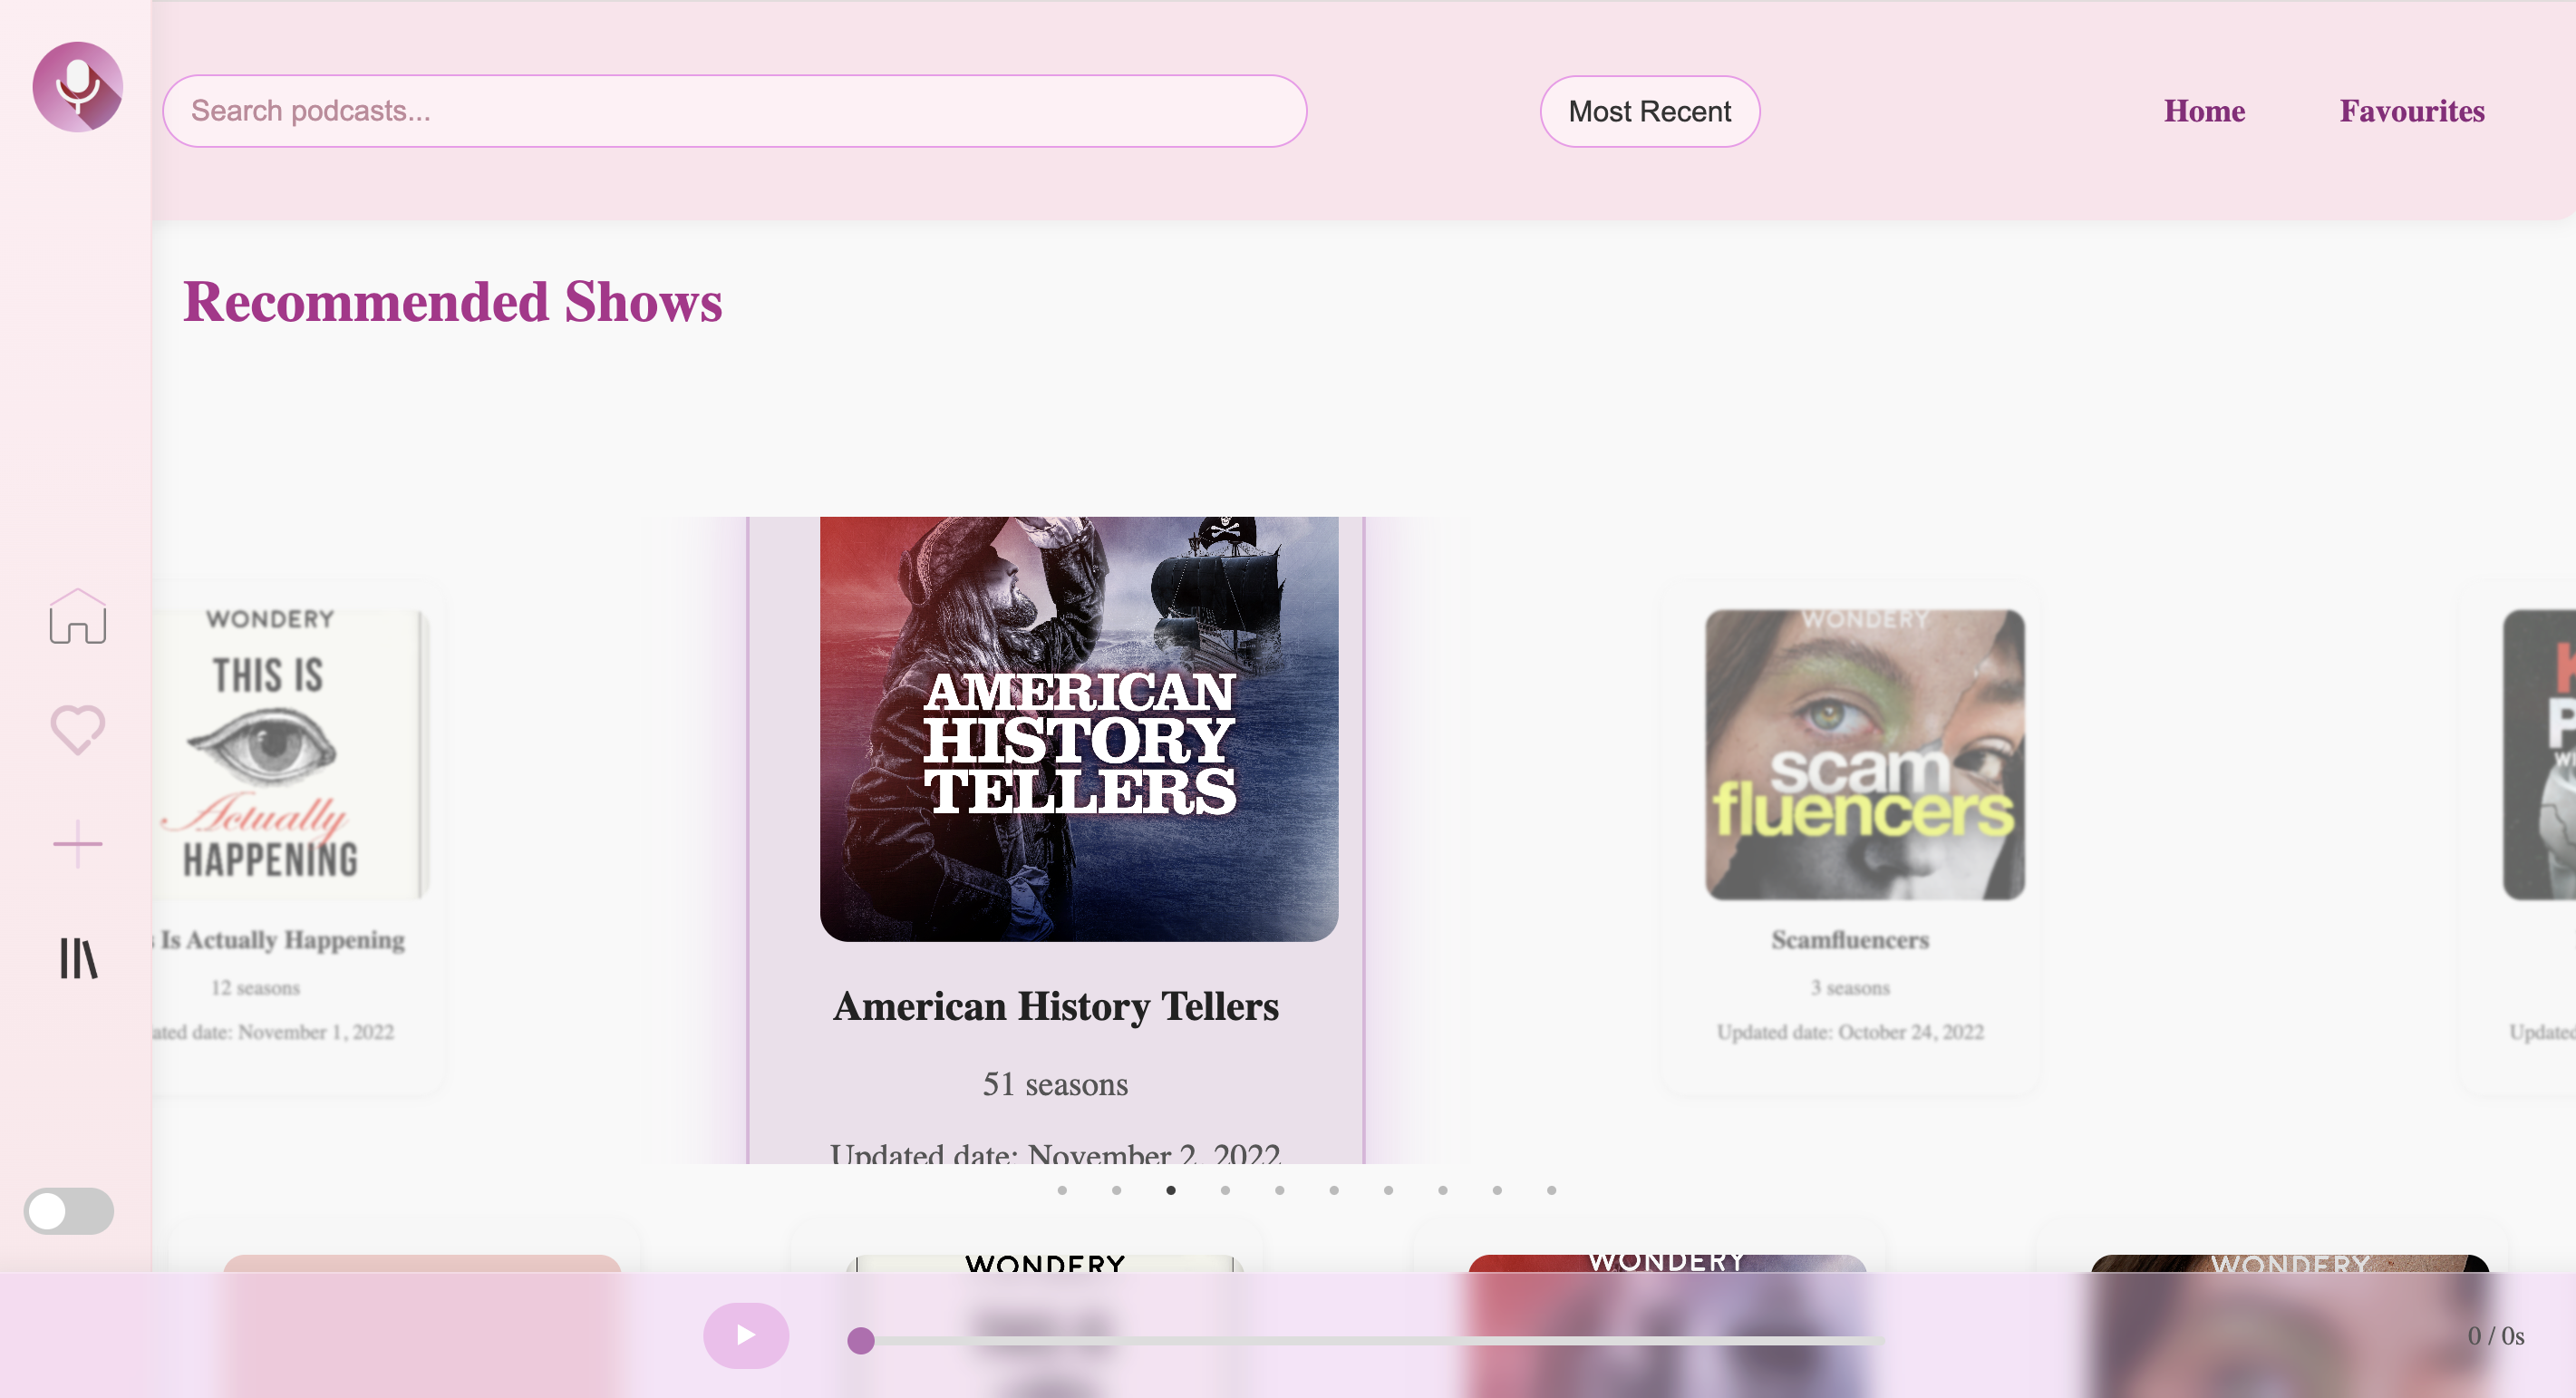 Search podcasts...
Most Recent
Home
Favourites
Recommended Shows
WONDERY
THIS IS
Actually
HAPPENING
Is Actually Happening
12 seasons
date: November 1, 2022
AMERICAN
HISTORY
TELLERS
American History Tellers
51 seasons
Updated date: November 2, 2022
WONDERY
scam
fluencers
Scamfluencers
3 seasons
Updated date: October 24, 2022
WONDERY
WONDERY
WONDERY
0 / 0s